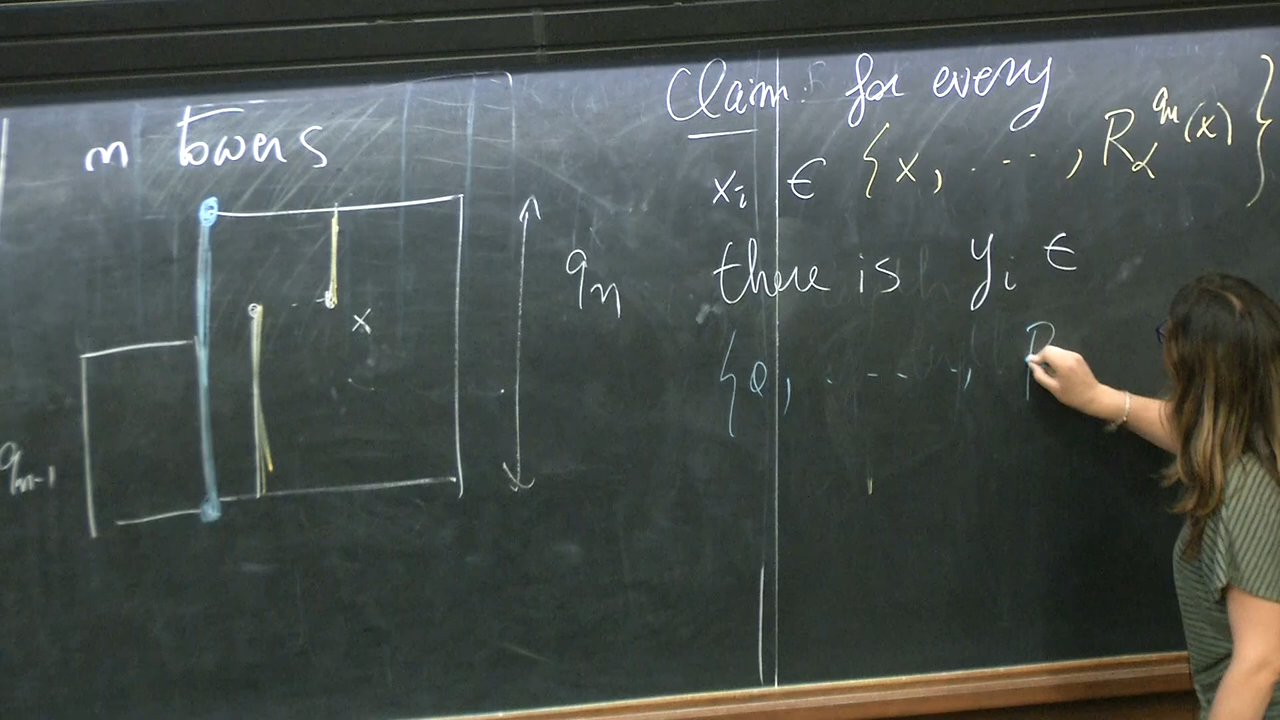 m towers
x
q_n
q_{n-1}
Claim: for every
x_i ∈ {x, ..., R_α^{q_n}(x)}
there is y_i ∈
{0, ....., R